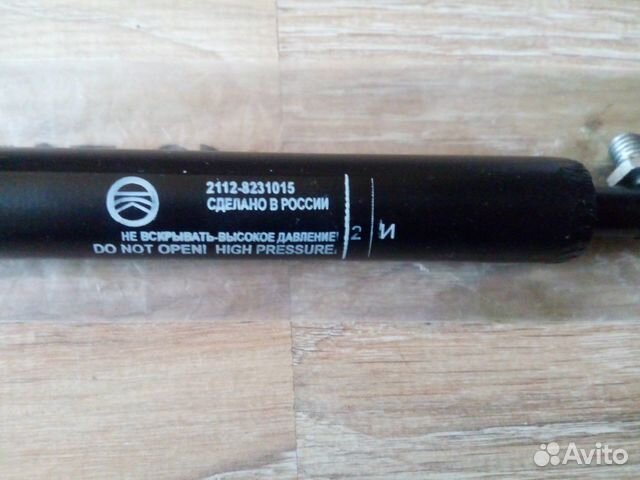 2112-8231015
СДЕЛАНО В РОССИИ
НЕ ВСКРЫВАТЬ-ВЫСОКОЕ ДАВЛЕНИЕ!
DO NOT OPEN! HIGH PRESSURE.
2 И
Avito